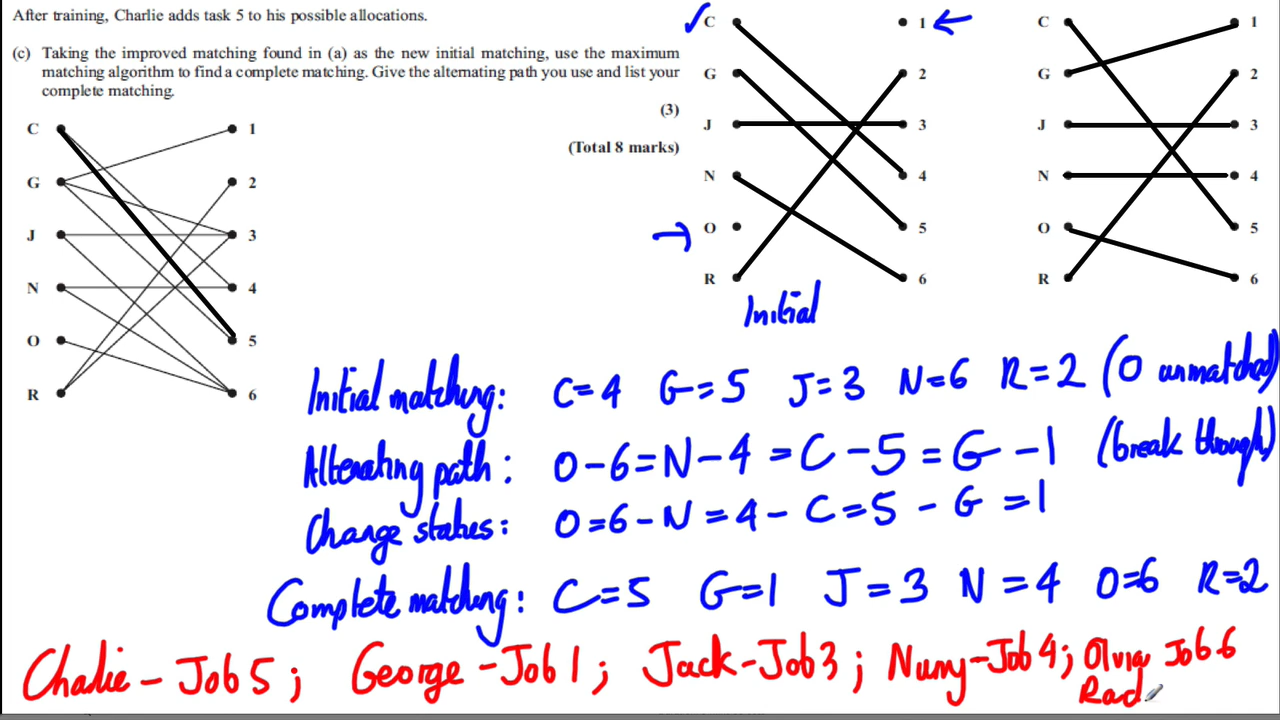 After training, Charlie adds task 5 to his possible allocations.
(c) Taking the improved matching found in (a) as the new initial matching, use the maximum
matching algorithm to find a complete matching. Give the alternating path you use and list your
complete matching.
(3)
(Total 8 marks)
C 1
G 2
J 3
N 4
O 5
R 6
C 1
G 2
J 3
N 4
O 5
R 6
Initial
C 1
G 2
J 3
N 4
O 5
R 6
Initial matching: C=4 G=5 J=3 N=6 R=2 (O unmatched)
Alterating path: O-6=N-4=C-5=G-1 (break through)
Change states: O=6-N=4-C=5-G=1
Complete matching: C=5 G=1 J=3 N=4 O=6 R=2
Charlie - Job 5; George - Job 1; Jack - Job 3; Nuny - Job 4; Olvia Job 6
Rad